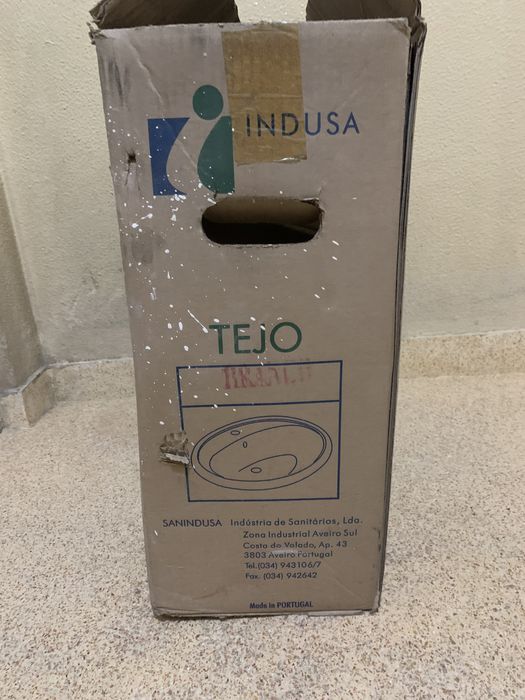 INDUSA
TEJO
SANINDUSA Indústria de Sanitários, Lda.
Zona Industrial Aveiro Sul
Costa do Valado, Ap. 43
3803 Aveiro Portugal
Tel.(034) 943106/7
Fax. (034) 942642
Made in PORTUGAL